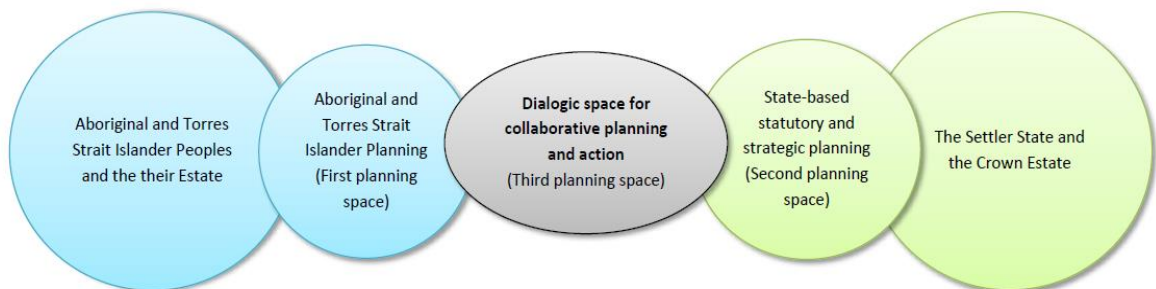 Aboriginal and Torres
Strait Islander Peoples
and the their Estate
Aboriginal and
Torres Strait
Islander Planning
(First planning
space)
Dialogic space for
collaborative planning
and action
(Third planning space)
State-based
statutory and
strategic planning
(Second planning
space)
The Settler State and
the Crown Estate